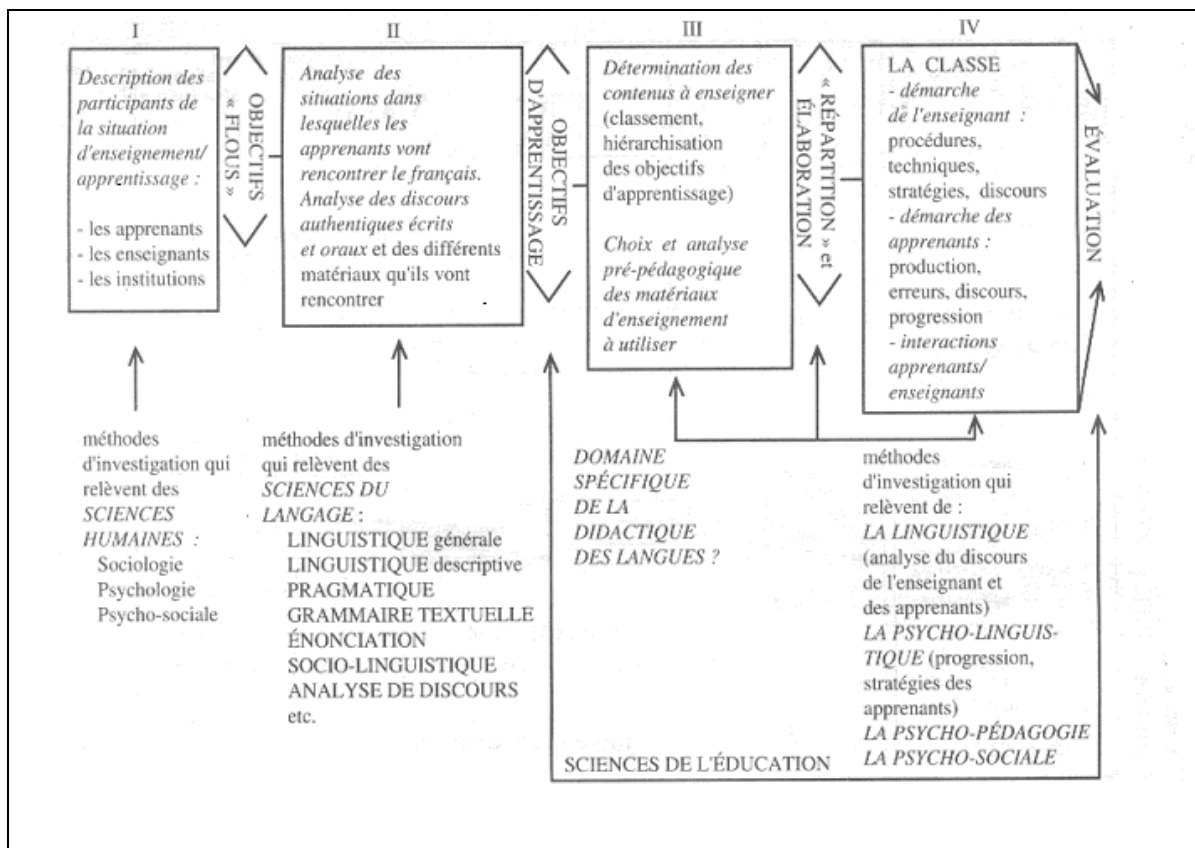 I
Description des
participants de
la situation
d'enseignement/
apprentissage :
- les apprenants
- les enseignants
- les institutions
OBJECTIFS
« FLOUS »
II
Analyse des
situations dans
lesquelles les
apprenants vont
rencontrer le français.
Analyse des discours
authentiques écrits
et oraux et des différents
matériaux qu'ils vont
rencontrer
OBJECTIFS
D'APPRENTISSAGE
III
Détermination des
contenus à enseigner
(classement,
hiérarchisation
des objectifs
d'apprentissage)
Choix et analyse
pré-pédagogique
des matériaux
d'enseignement
à utiliser
« RÉPARTITION » et
ÉLABORATION
IV
LA CLASSE
- démarche
de l'enseignant :
procédures,
techniques,
stratégies, discours
- démarche des
apprenants :
production,
erreurs, discours,
progression
- interactions
apprenants/
enseignants
ÉVALUATION
méthodes
d'investigation qui
relèvent des
SCIENCES
HUMAINES :
Sociologie
Psychologie
Psycho-sociale
méthodes d'investigation
qui relèvent des
SCIENCES DU
LANGAGE :
LINGUISTIQUE générale
LINGUISTIQUE descriptive
PRAGMATIQUE
GRAMMAIRE TEXTUELLE
ÉNONCIATION
SOCIO-LINGUISTIQUE
ANALYSE DE DISCOURS
etc.
DOMAINE
SPÉCIFIQUE
DE LA
DIDACTIQUE
DES LANGUES ?
méthodes
d'investigation qui
relèvent de :
LA LINGUISTIQUE
(analyse du discours
de l'enseignant et
des apprenants)
LA PSYCHO-LINGUIS-
TIQUE (progression,
stratégies des
apprenants)
LA PSYCHO-PÉDAGOGIE
LA PSYCHO-SOCIALE
SCIENCES DE L'ÉDUCATION